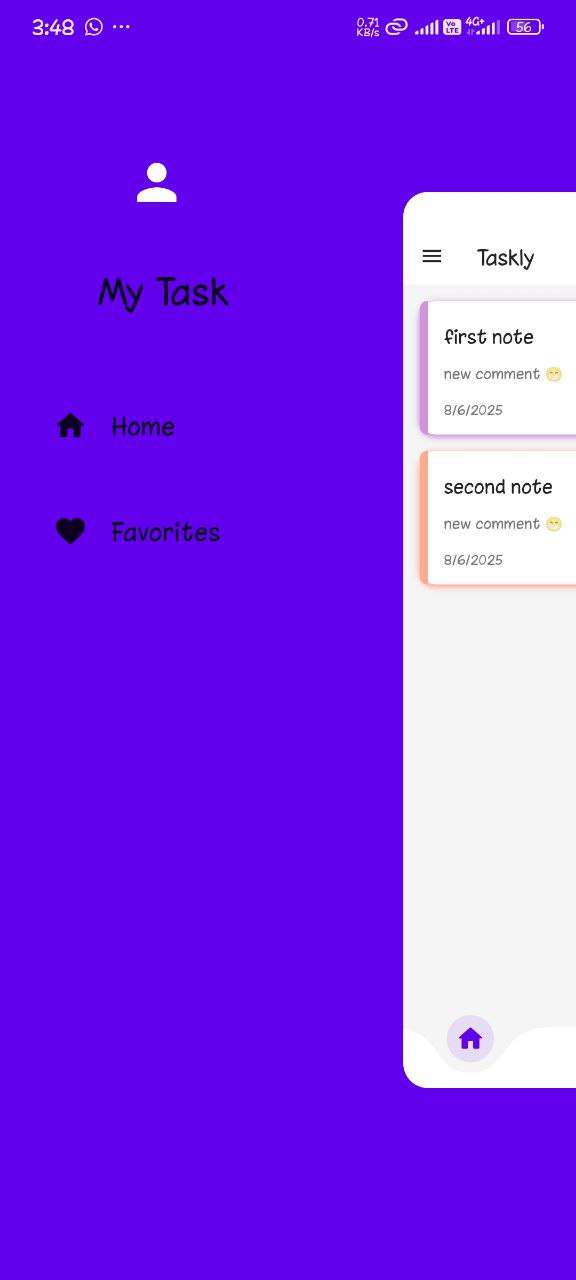 3:48
0.71
KB/s
Vo
LTE
4G+
56
My Task
Home
Favorites
Taskly
first note
new comment 😁
8/6/2025
second note
new comment 😁
8/6/2025